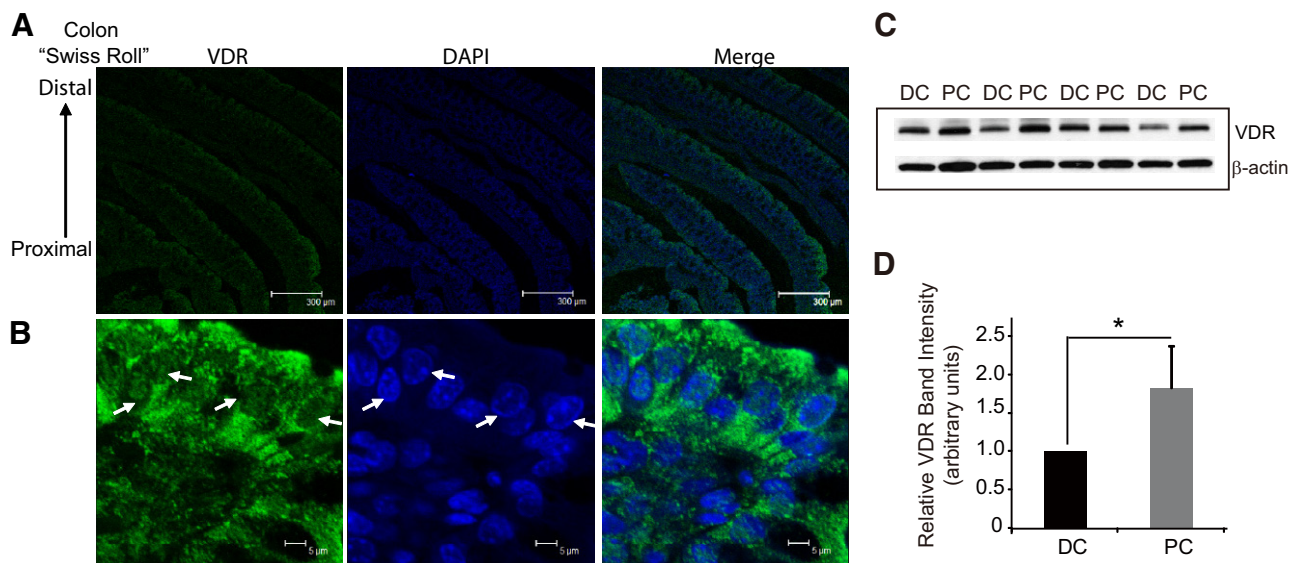 A
Colon
“Swiss Roll”
VDR
DAPI
Merge
Distal
Proximal
300 µm
300 µm
300 µm
B
5 µm
5 µm
5 µm
C
DC PC DC PC DC PC DC PC
VDR
β-actin
D
Relative VDR Band Intensity
(arbitrary units)
2.5
2.0
1.5
1.0
0.5
0
*
DC
PC